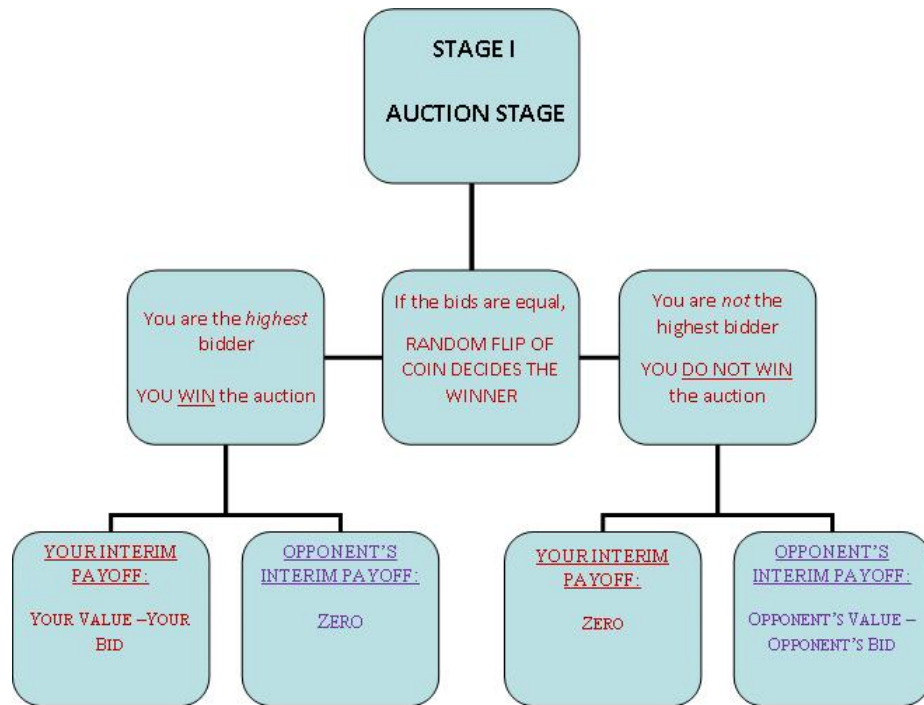 STAGE I
AUCTION STAGE
You are the highest
bidder
YOU WIN the auction
If the bids are equal,
RANDOM FLIP OF
COIN DECIDES THE
WINNER
You are not the
highest bidder
YOU DO NOT WIN
the auction
YOUR INTERIM
PAYOFF:
YOUR VALUE –YOUR
BID
OPPONENT'S
INTERIM PAYOFF:
ZERO
YOUR INTERIM
PAYOFF:
ZERO
OPPONENT'S
INTERIM PAYOFF:
OPPONENT'S VALUE –
OPPONENT'S BID